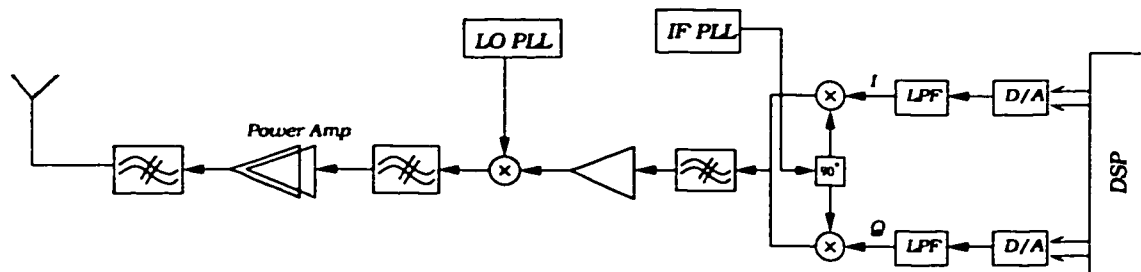 LO PLL
IF PLL
I
LPF
D/A
Power Amp
90°
DSP
Q
LPF
D/A